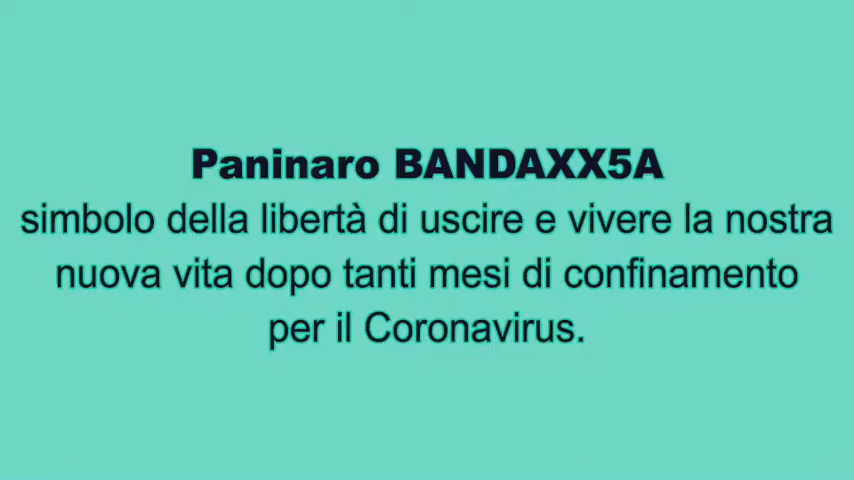 Paninaro BANDAXX5A
simbolo della libertà di uscire e vivere la nostra
nuova vita dopo tanti mesi di confinamento
per il Coronavirus.